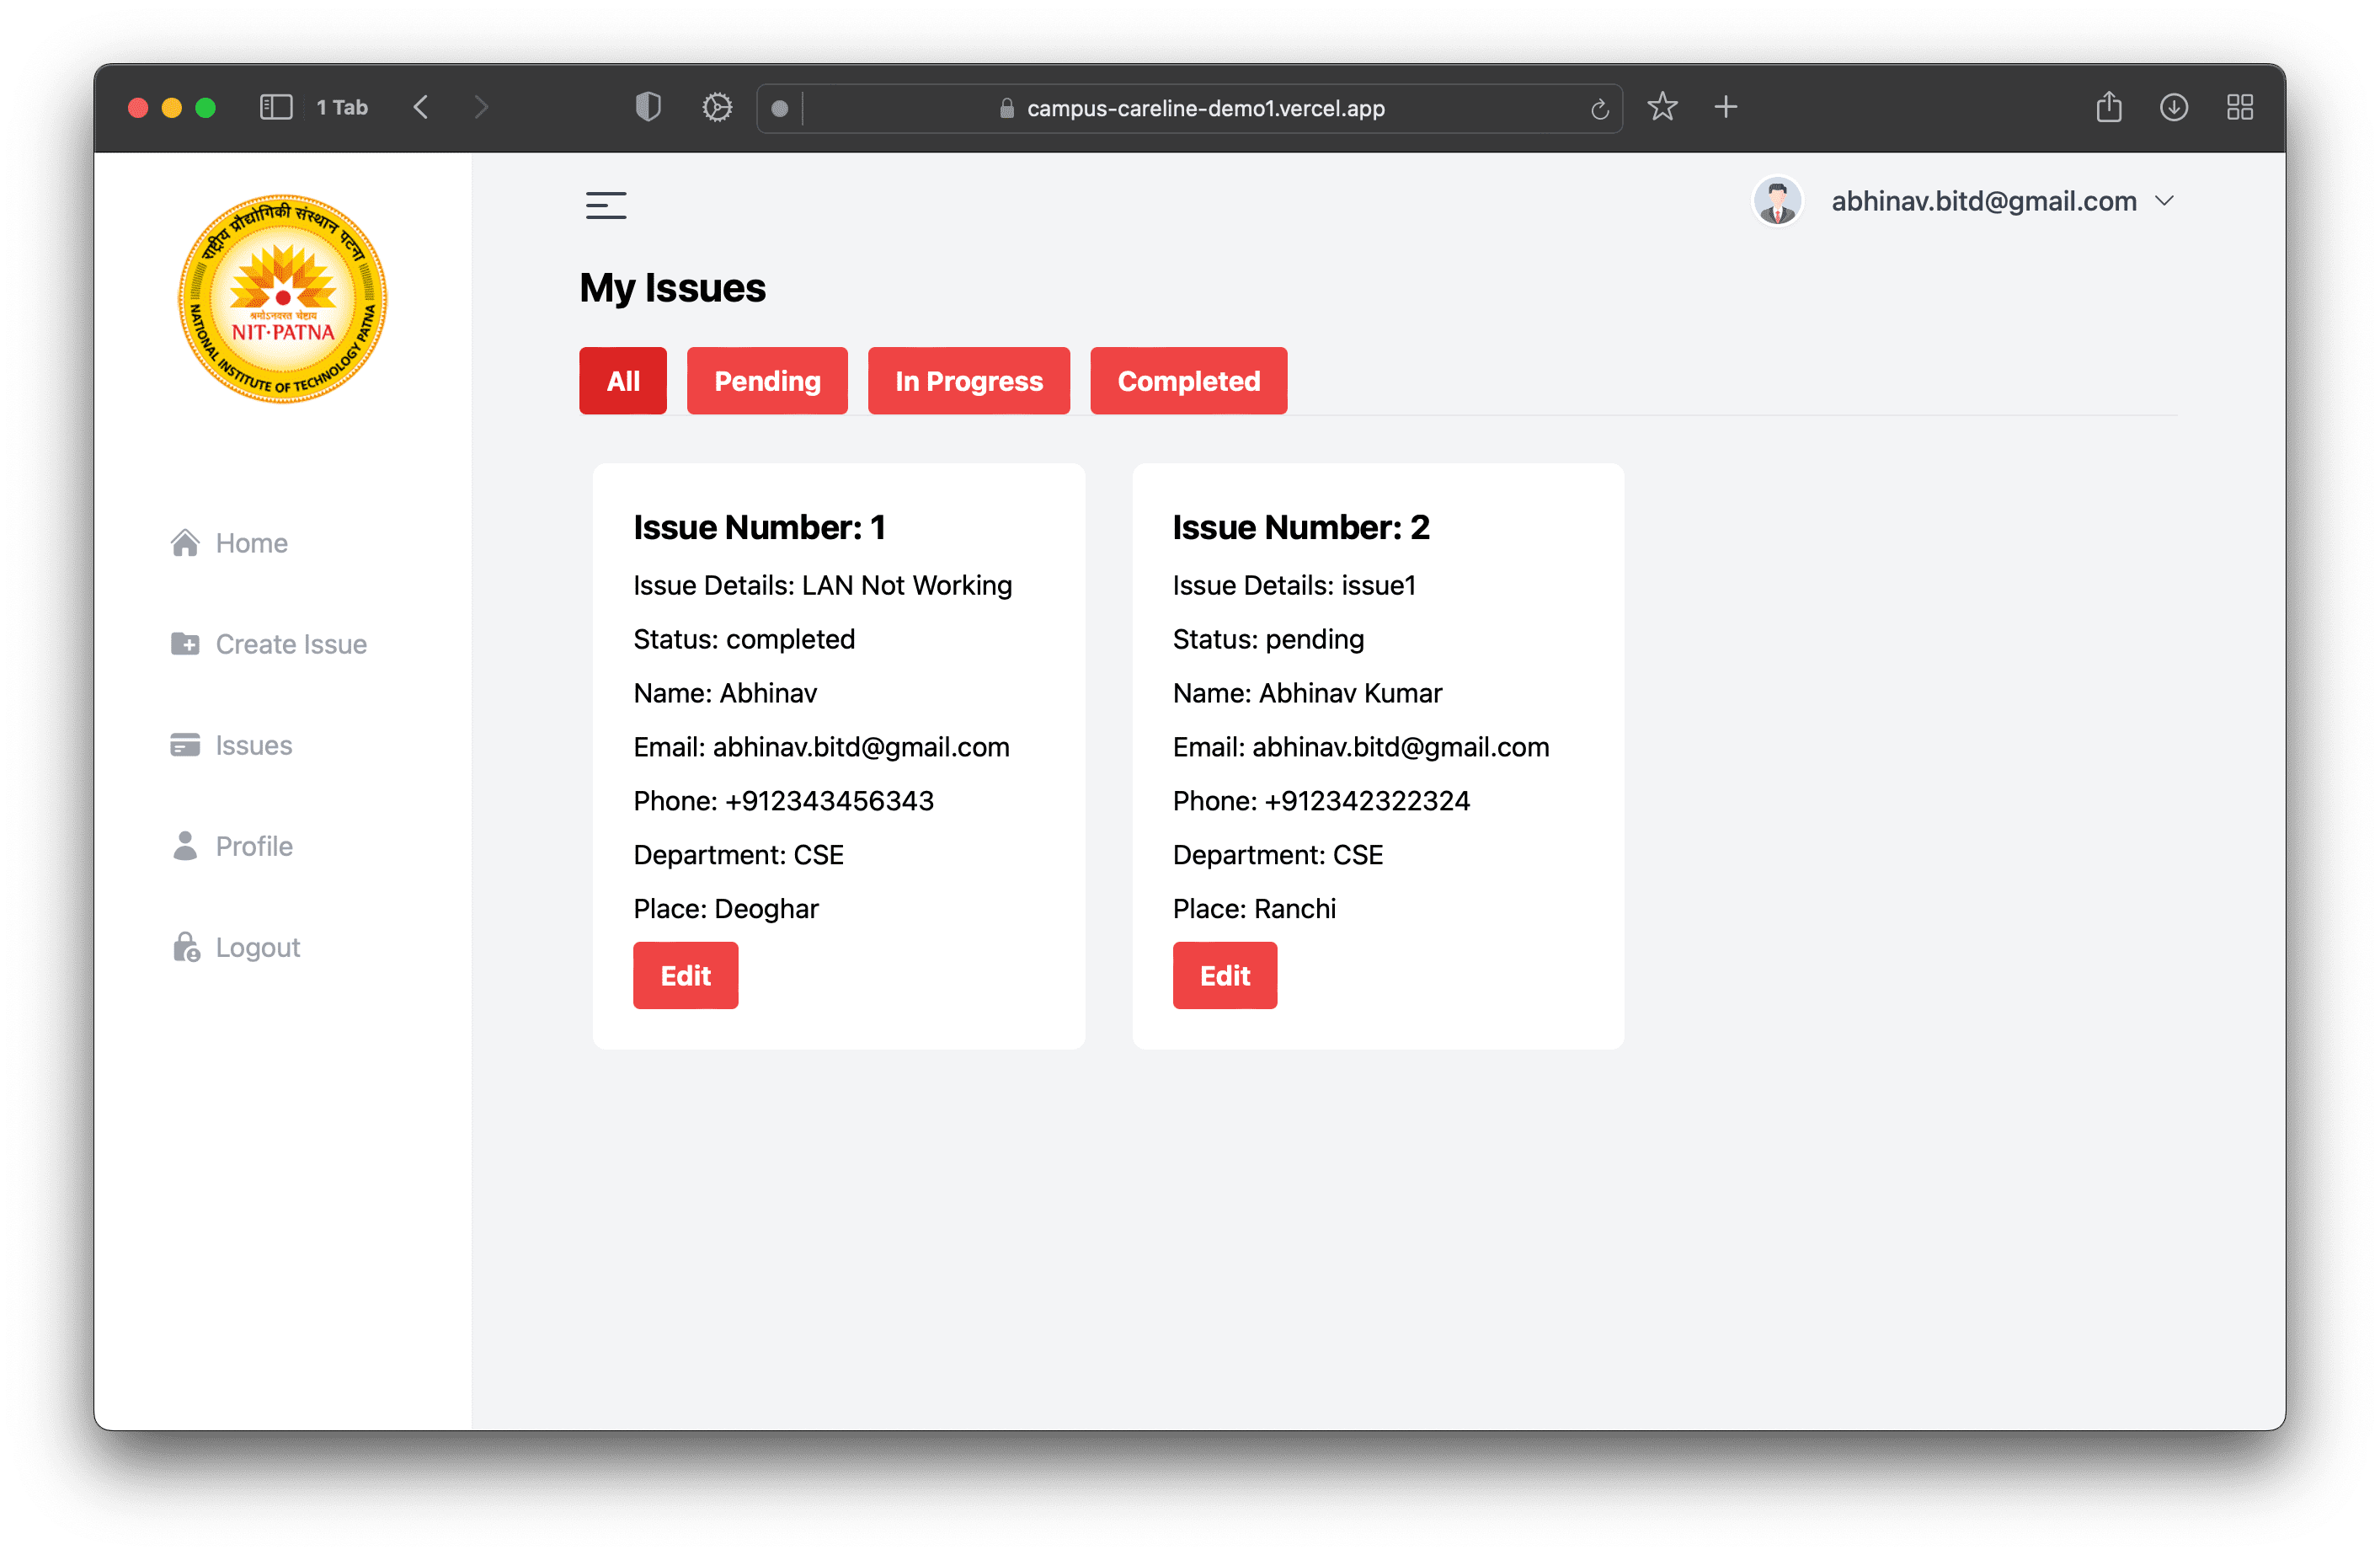 1 Tab
campus-careline-demo1.vercel.app
राष्ट्रीय प्रौद्योगिकी संस्थान पटना
श्रमोऽनवरत चेष्टाय
NIT·PATNA
NATIONAL INSTITUTE OF TECHNOLOGY PATNA
Home
Create Issue
Issues
Profile
Logout
abhinav.bitd@gmail.com
My Issues
All
Pending
In Progress
Completed
Issue Number: 1
Issue Details: LAN Not Working
Status: completed
Name: Abhinav
Email: abhinav.bitd@gmail.com
Phone: +912343456343
Department: CSE
Place: Deoghar
Edit
Issue Number: 2
Issue Details: issue1
Status: pending
Name: Abhinav Kumar
Email: abhinav.bitd@gmail.com
Phone: +912342322324
Department: CSE
Place: Ranchi
Edit